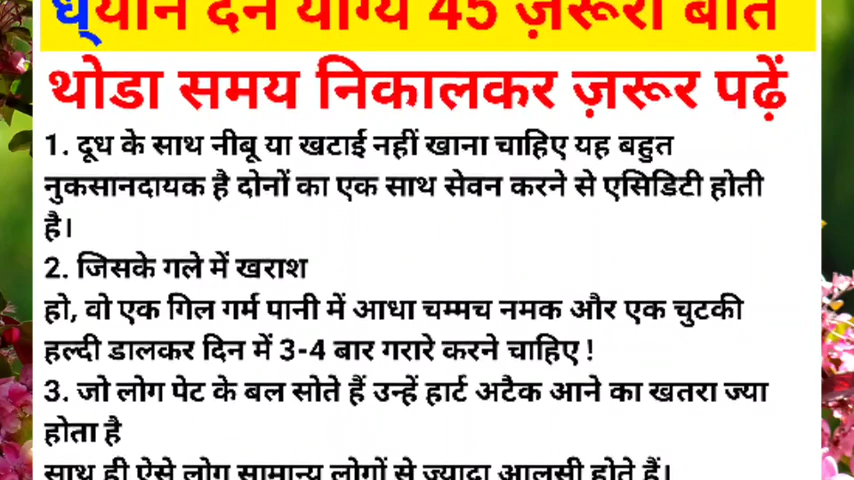 ध्यान देने योग्य 45 ज़रूरी बातें
थोडा समय निकालकर ज़रूर पढ़ें
1. दूध के साथ नीबू या खटाई नहीं खाना चाहिए यह बहुत
नुकसानदायक है दोनों का एक साथ सेवन करने से एसिडिटी होती
है।
2. जिसके गले में खराश
हो, वो एक गिल गर्म पानी में आधा चम्मच नमक और एक चुटकी
हल्दी डालकर दिन में 3-4 बार गरारे करने चाहिए !
3. जो लोग पेट के बल सोते हैं उन्हें हार्ट अटैक आने का खतरा ज्या
होता है
साथ ही ऐसे लोग सामान्य लोगों से ज्यादा आलसी होते हैं।